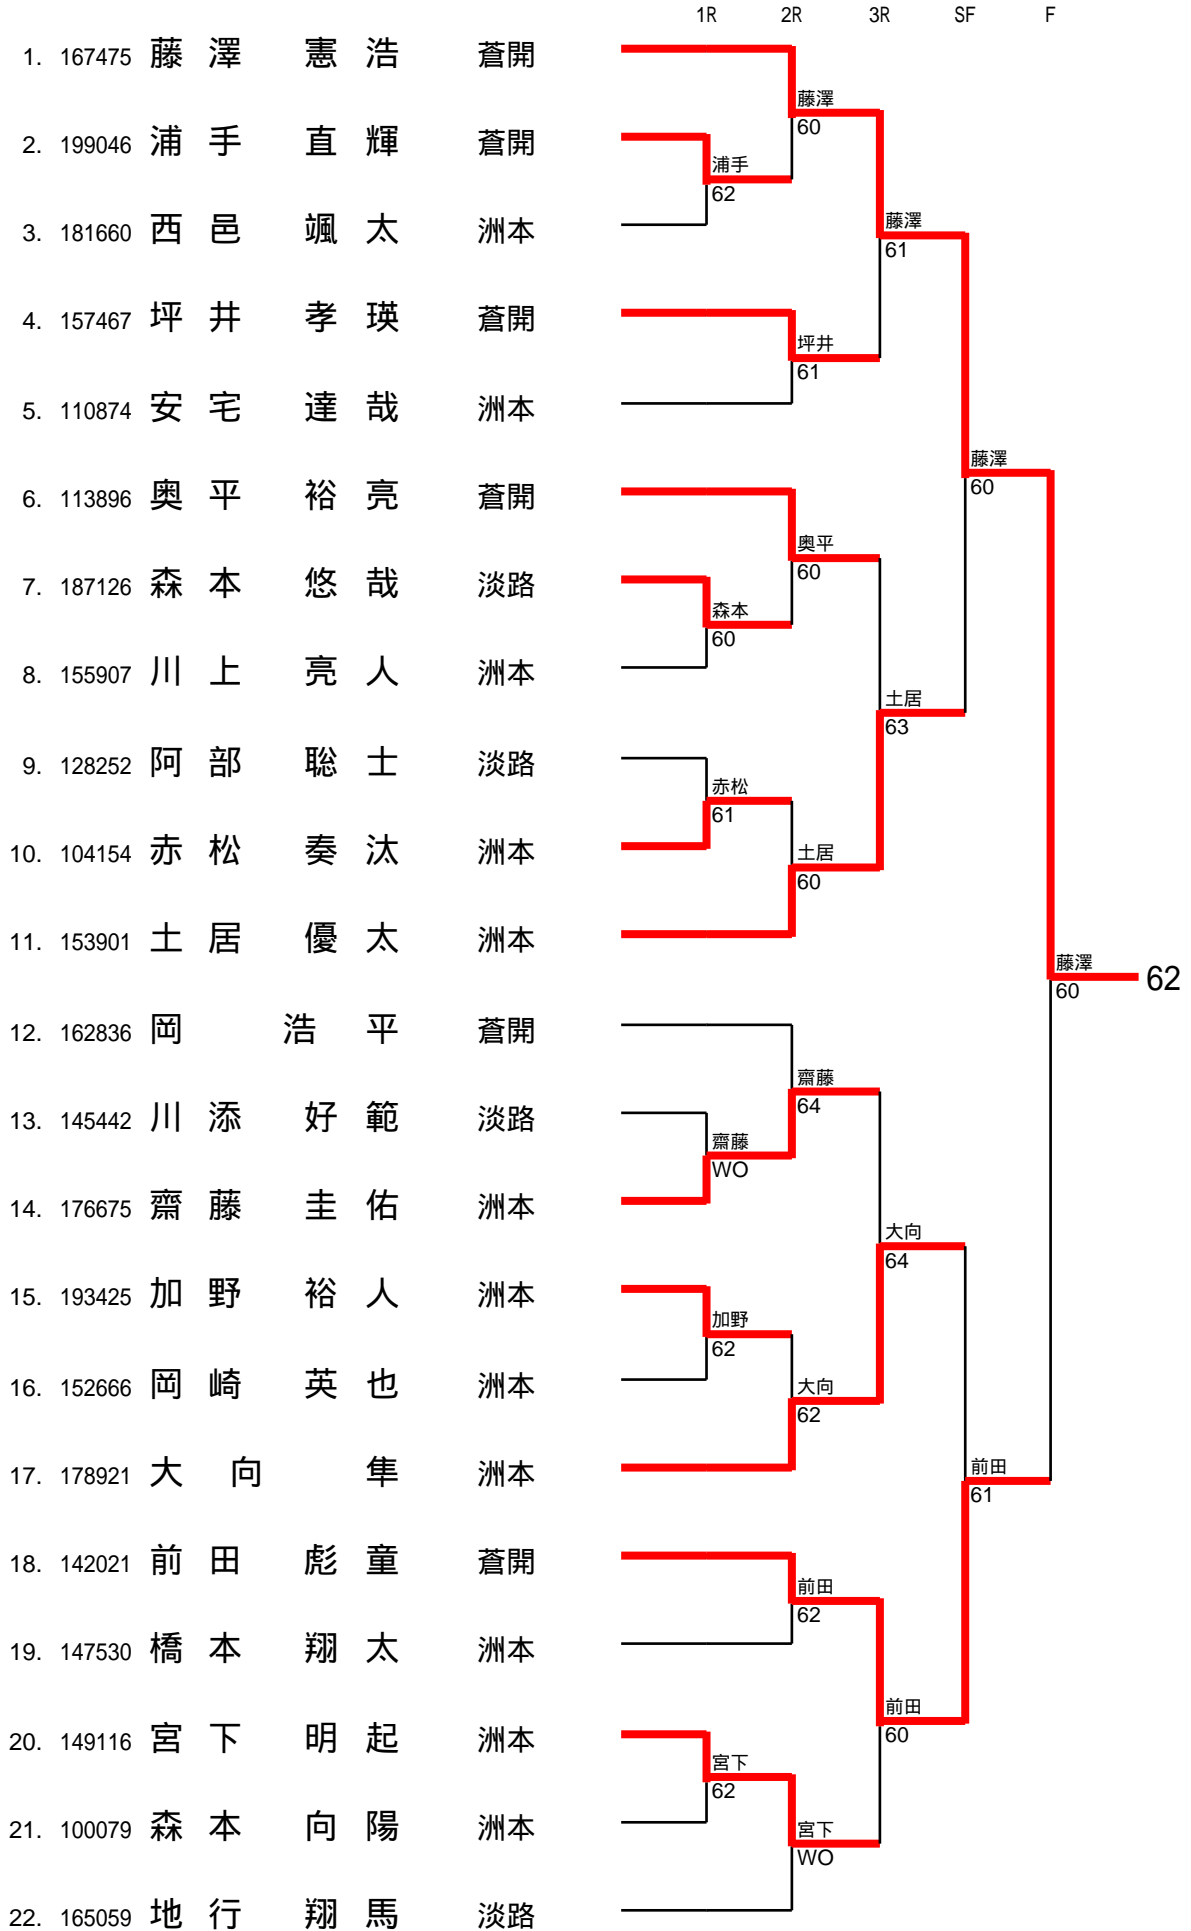 1R 2R 3R SF F
1. 167475 藤澤 憲浩 蒼開
藤澤
60
2. 199046 浦手 直輝 蒼開
浦手
62
3. 181660 西邑 颯太 洲本
藤澤
61
4. 157467 坪井 孝瑛 蒼開
坪井
61
5. 110874 安宅 達哉 洲本
藤澤
60
6. 113896 奥平 裕亮 蒼開
奥平
60
7. 187126 森本 悠哉 淡路
森本
60
8. 155907 川上 亮人 洲本
土居
63
9. 128252 阿部 聡士 淡路
赤松
61
10. 104154 赤松 奏汰 洲本
土居
60
11. 153901 土居 優太 洲本
藤澤
60
62
12. 162836 岡 浩平 蒼開
齋藤
64
13. 145442 川添 好範 淡路
齋藤
WO
14. 176675 齋藤 圭佑 洲本
大向
64
15. 193425 加野 裕人 洲本
加野
62
16. 152666 岡崎 英也 洲本
大向
62
17. 178921 大向 隼 洲本
前田
61
18. 142021 前田 彪童 蒼開
前田
62
19. 147530 橋本 翔太 洲本
前田
60
20. 149116 宮下 明起 洲本
宮下
62
21. 100079 森本 向陽 洲本
宮下
WO
22. 165059 地行 翔馬 淡路